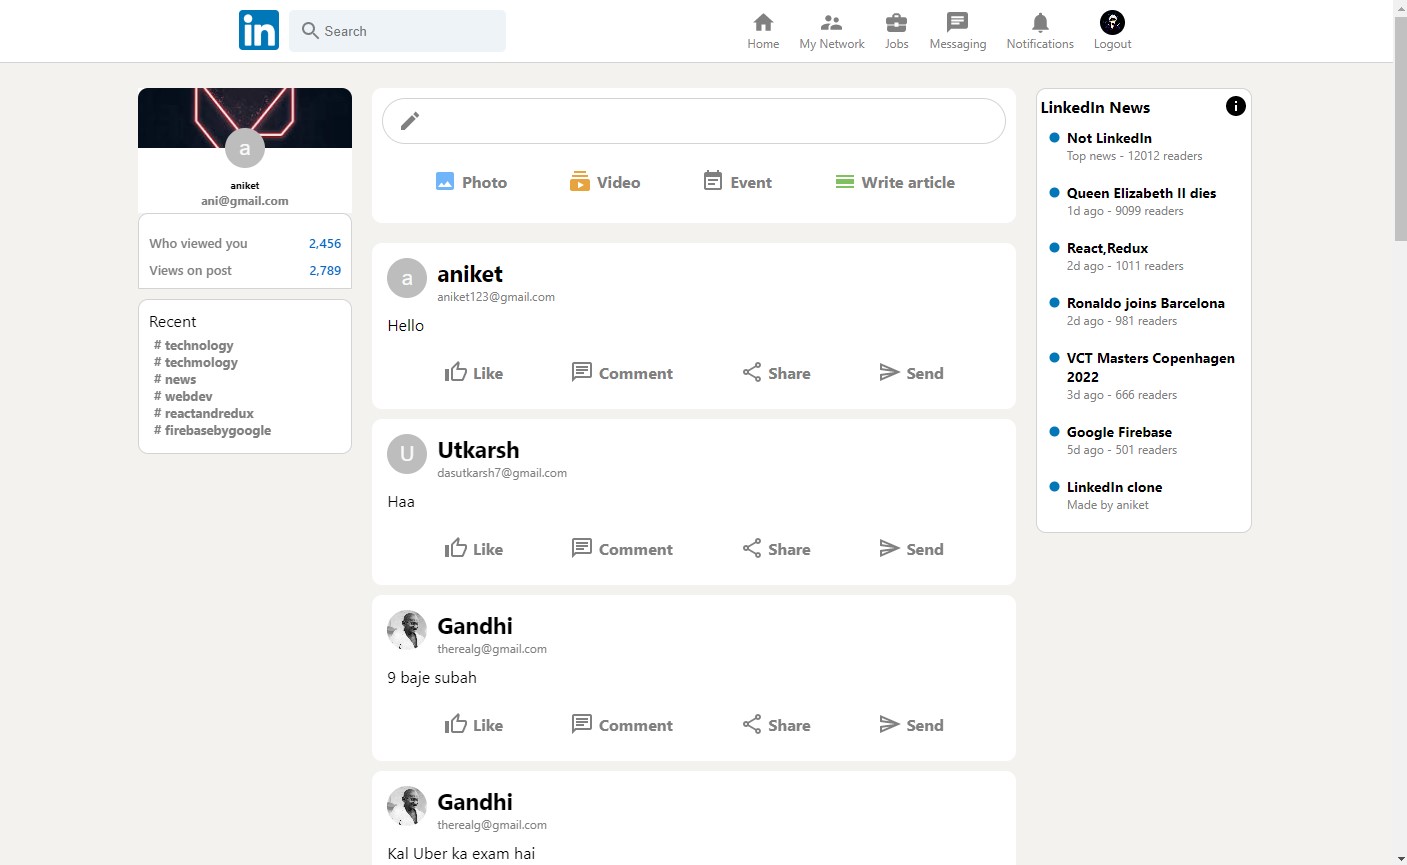 in
Search
Home
My Network
Jobs
Messaging
Notifications
Logout
a
aniket
ani@gmail.com
Who viewed you 2,456
Views on post 2,789
Recent
# technology
# techmology
# news
# webdev
# reactandredux
# firebasebygoogle
Photo
Video
Event
Write article
a
aniket
aniket123@gmail.com
Hello
Like
Comment
Share
Send
U
Utkarsh
dasutkarsh7@gmail.com
Haa
Like
Comment
Share
Send
Gandhi
therealg@gmail.com
9 baje subah
Like
Comment
Share
Send
Gandhi
therealg@gmail.com
Kal Uber ka exam hai
LinkedIn News
Not LinkedIn
Top news - 12012 readers
Queen Elizabeth II dies
1d ago - 9099 readers
React,Redux
2d ago - 1011 readers
Ronaldo joins Barcelona
2d ago - 981 readers
VCT Masters Copenhagen
2022
3d ago - 666 readers
Google Firebase
5d ago - 501 readers
LinkedIn clone
Made by aniket